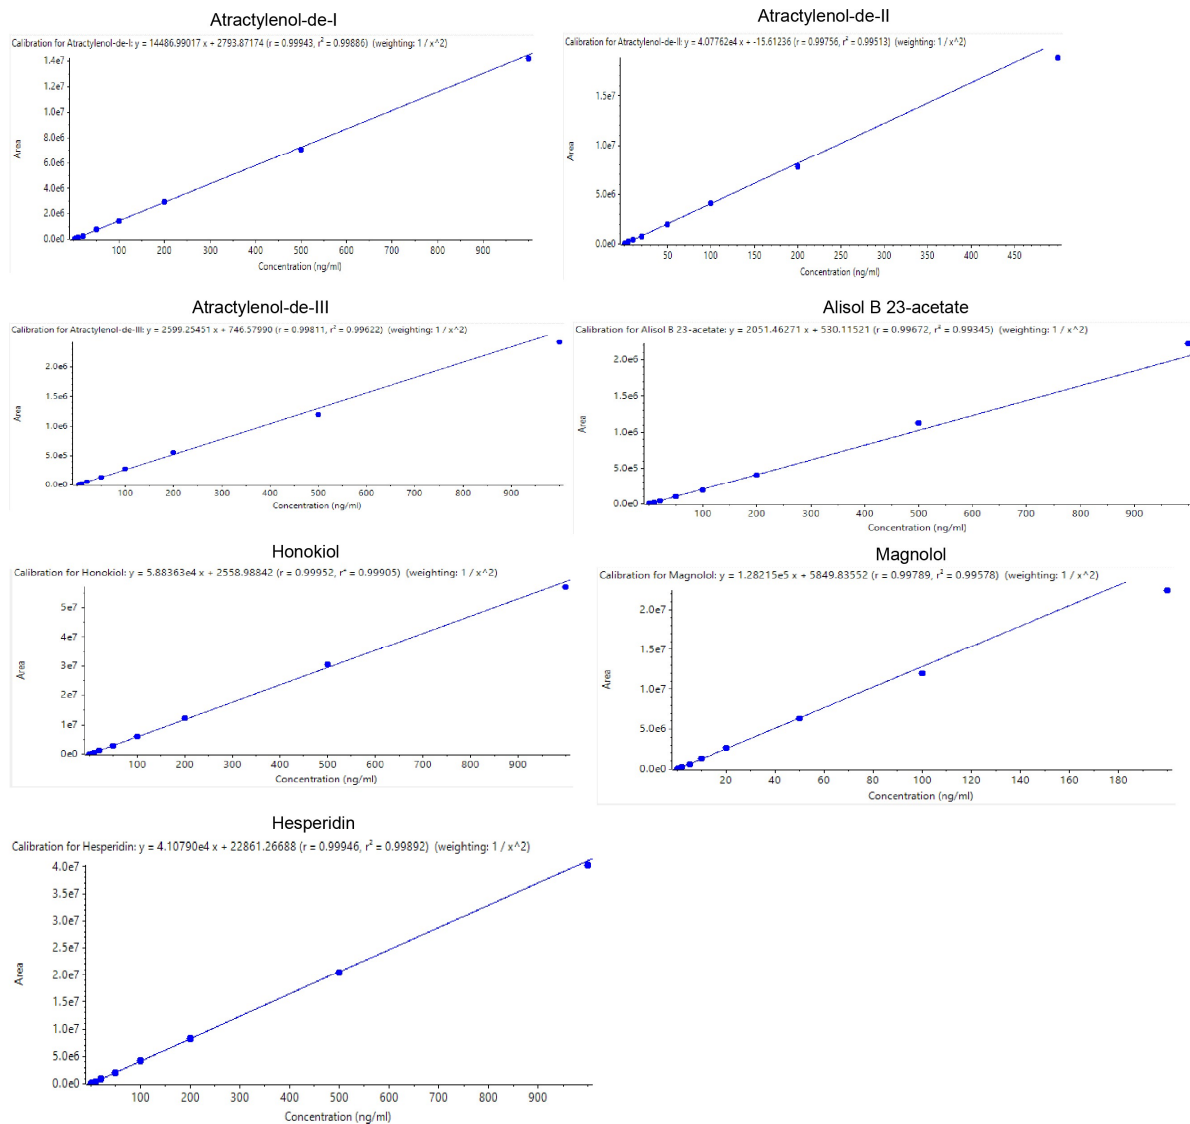 Atractylenol-de-I
Calibration for Atractylenol-de-I: y = 14486.99017 x + 2793.87174 (r = 0.99943, r² = 0.99886) (weighting: 1 / x^2)
1.4e7
1.2e7
1.0e7
8.0e6
6.0e6
4.0e6
2.0e6
0.0e0
Area
100 200 300 400 500 600 700 800 900
Concentration (ng/ml)
Atractylenol-de-II
Calibration for Atractylenol-de-II: y = 4.07762e4 x + -15.61236 (r = 0.99756, r² = 0.99513) (weighting: 1 / x^2)
1.5e7
1.0e7
5.0e6
0.0e0
Area
50 100 150 200 250 300 350 400 450
Concentration (ng/ml)
Atractylenol-de-III
Calibration for Atractylenol-de-III: y = 2599.25451 x + 746.57990 (r = 0.99811, r² = 0.99622) (weighting: 1 / x^2)
2.0e6
1.5e6
1.0e6
5.0e5
0.0e0
Area
100 200 300 400 500 600 700 800 900
Concentration (ng/ml)
Alisol B 23-acetate
Calibration for Alisol B 23-acetate: y = 2051.46271 x + 530.11521 (r = 0.99672, r² = 0.99345) (weighting: 1 / x^2)
2.0e6
1.5e6
1.0e6
5.0e5
0.0e0
Area
100 200 300 400 500 600 700 800 900
Concentration (ng/ml)
Honokiol
Calibration for Honokiol: y = 5.88363e4 x + 2558.98842 (r = 0.99952, r² = 0.99905) (weighting: 1 / x^2)
5e7
4e7
3e7
2e7
1e7
0e0
Area
100 200 300 400 500 600 700 800 900
Concentration (ng/ml)
Magnolol
Calibration for Magnolol: y = 1.28215e5 x + 5849.83552 (r = 0.99789, r² = 0.99578) (weighting: 1 / x^2)
2.0e7
1.5e7
1.0e7
5.0e6
0.0e0
Area
20 40 60 80 100 120 140 160 180
Concentration (ng/ml)
Hesperidin
Calibration for Hesperidin: y = 4.10790e4 x + 22861.26688 (r = 0.99946, r² = 0.99892) (weighting: 1 / x^2)
4.0e7
3.5e7
3.0e7
2.5e7
2.0e7
1.5e7
1.0e7
5.0e6
0.0e0
Area
100 200 300 400 500 600 700 800 900
Concentration (ng/ml)